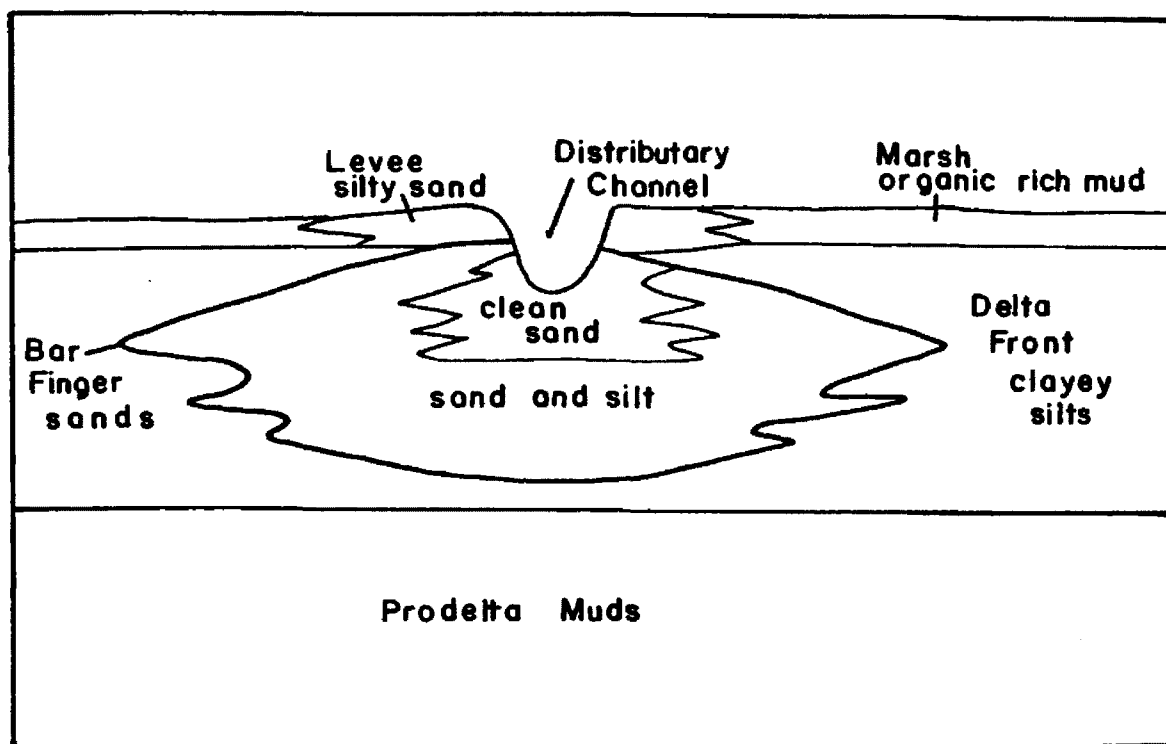 Levee
silty sand
Distributary
Channel
Marsh
organic rich mud
clean
sand
Bar
Finger
sands
sand and silt
Delta
Front
clayey
silts
Prodelta Muds